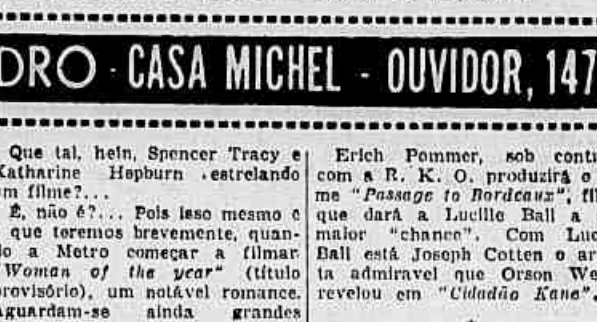 DRO - CASA MICHEL - OUVIDOR, 147
Que tal, hein, Spencer Tracy e
Katharine Hepburn estrelando
um filme?...
É, não é?... Pois isso mesmo e
que teremos brevemente, quan-
do a Metro começar a filmar
"Woman of the year" (título
provisório), um notável romance.
Aguardam-se ainda grandes
Erich Pommer, sob contr
com a R. K. O. produzirá o
me "Passage to Bordeaux", fil
que dará a Lucille Ball a s
maior "chance". Com Luc
Ball está Joseph Cotten o ar
ta admiravel que Orson We
revelou em "Cidadão Kane".